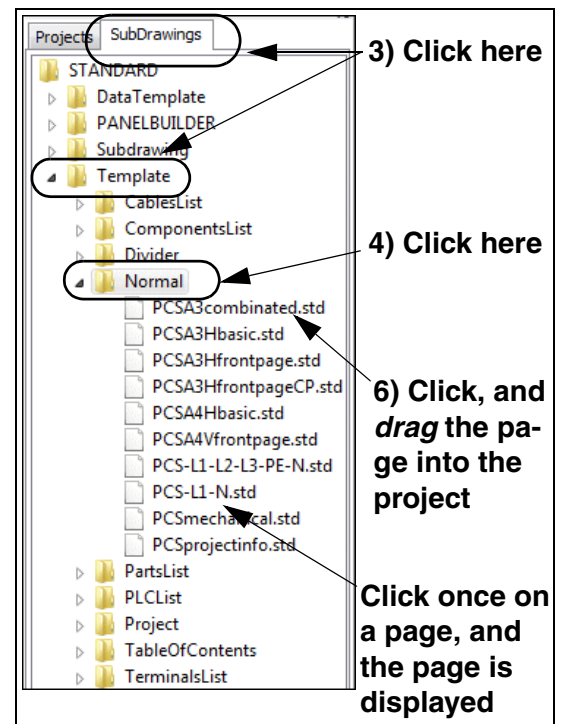 Projects SubDrawings
STANDARD
DataTemplate
PANELBUILDER
Subdrawing
Template
CablesList
ComponentsList
Divider
Normal
PCSA3combinated.std
PCSA3Hbasic.std
PCSA3Hfrontpage.std
PCSA3HfrontpageCP.std
PCSA4Hbasic.std
PCSA4Vfrontpage.std
PCS-L1-L2-L3-PE-N.std
PCS-L1-N.std
PCSmechanical.std
PCSprojectinfo.std
PartsList
PLCList
Project
TableOfContents
TerminalsList
3) Click here
4) Click here
6) Click, and
drag the pa-
ge into the
project
Click once on
a page, and
the page is
displayed